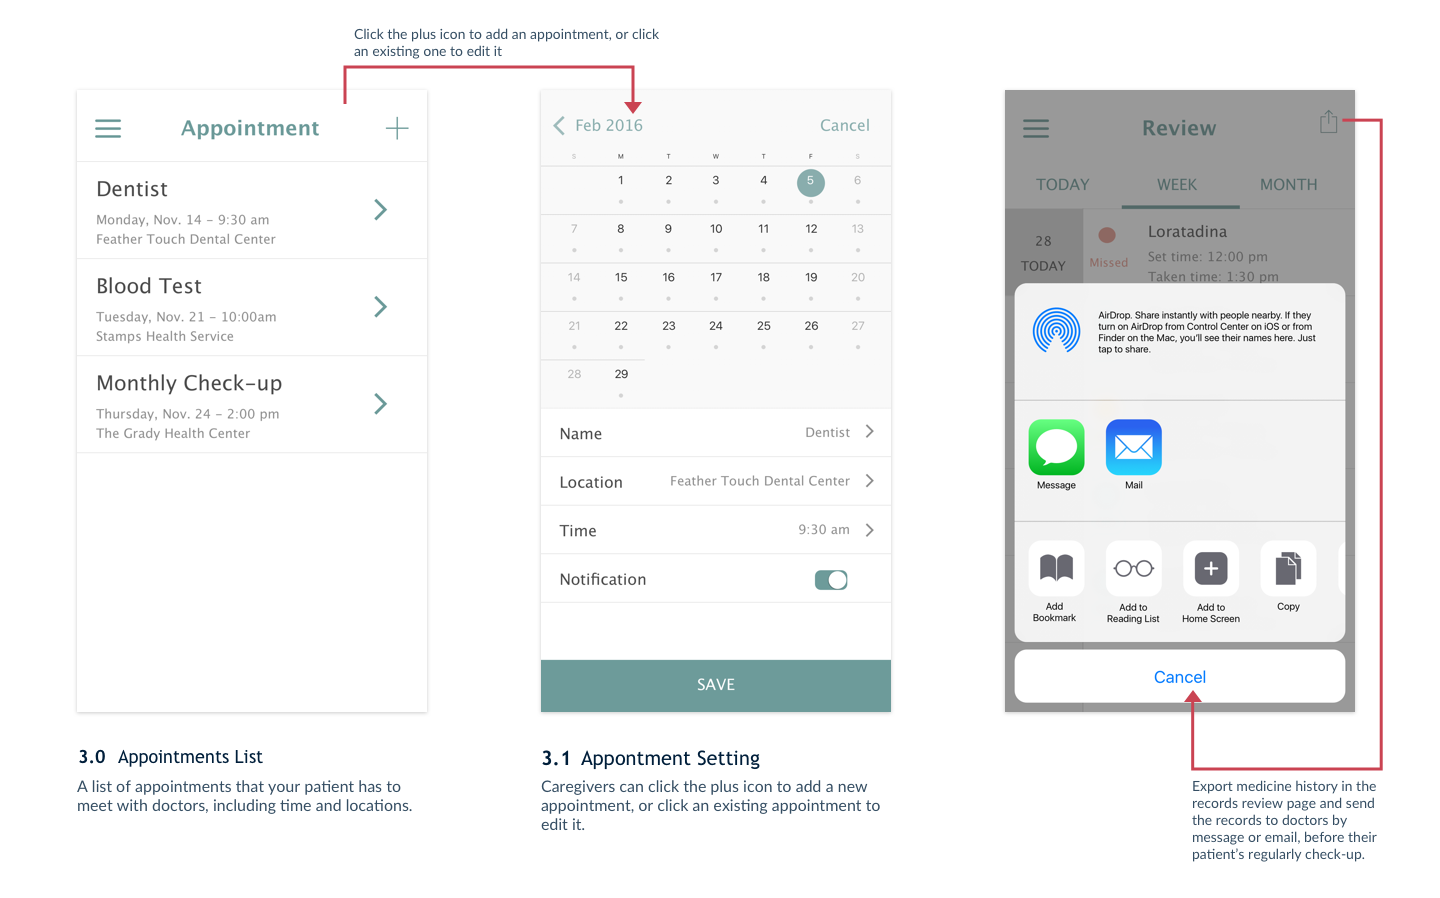 Click the plus icon to add an appointment, or click
an existing one to edit it
Appointment
Dentist
Monday, Nov. 14 - 9:30 am
Feather Touch Dental Center
Blood Test
Tuesday, Nov. 21 - 10:00am
Stamps Health Service
Monthly Check-up
Thursday, Nov. 24 - 2:00 pm
The Grady Health Center
3.0 Appointments List
A list of appointments that your patient has to
meet with doctors, including time and locations.
Feb 2016 Cancel
S M T W T F S
1 2 3 4 5 6
7 8 9 10 11 12 13
14 15 16 17 18 19 20
21 22 23 24 25 26 27
28 29
Name Dentist
Location Feather Touch Dental Center
Time 9:30 am
Notification
SAVE
3.1 Appontment Setting
Caregivers can click the plus icon to add a new
appointment, or click an existing appointment to
edit it.
Review
TODAY WEEK MONTH
28
TODAY
Missed
Loratadina
Set time: 12:00 pm
Taken time: 1:30 pm
AirDrop. Share instantly with people nearby. If they
turn on AirDrop from Control Center on iOS or from
Finder on the Mac, you'll see their names here. Just
tap to share.
Message Mail
Add
Bookmark
Add to
Reading List
Add to
Home Screen
Copy
Cancel
Export medicine history in the
records review page and send
the records to doctors by
message or email, before their
patient's regularly check-up.